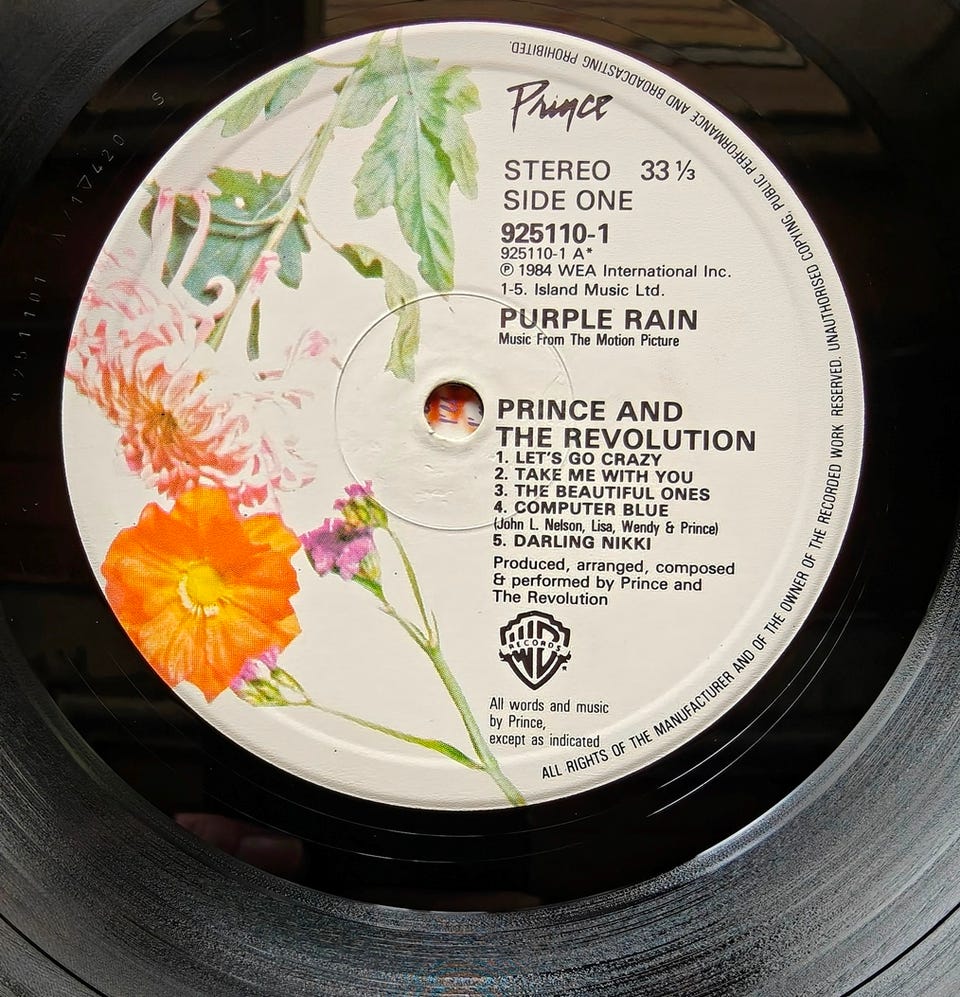 Prince
STEREO 33 ⅓
SIDE ONE
925110-1
925110-1 A*
℗ 1984 WEA International Inc.
1-5. Island Music Ltd.
PURPLE RAIN
Music From The Motion Picture
PRINCE AND
THE REVOLUTION
1. LET'S GO CRAZY
2. TAKE ME WITH YOU
3. THE BEAUTIFUL ONES
4. COMPUTER BLUE
(John L. Nelson, Lisa, Wendy & Prince)
5. DARLING NIKKI
Produced, arranged, composed
& performed by Prince and
The Revolution
RECORDS
All words and music
by Prince,
except as indicated
ALL RIGHTS OF THE MANUFACTURER AND OF THE OWNER OF THE RECORDED WORK RESERVED. UNAUTHORISED COPYING, PUBLIC PERFORMANCE AND BROADCASTING PROHIBITED.